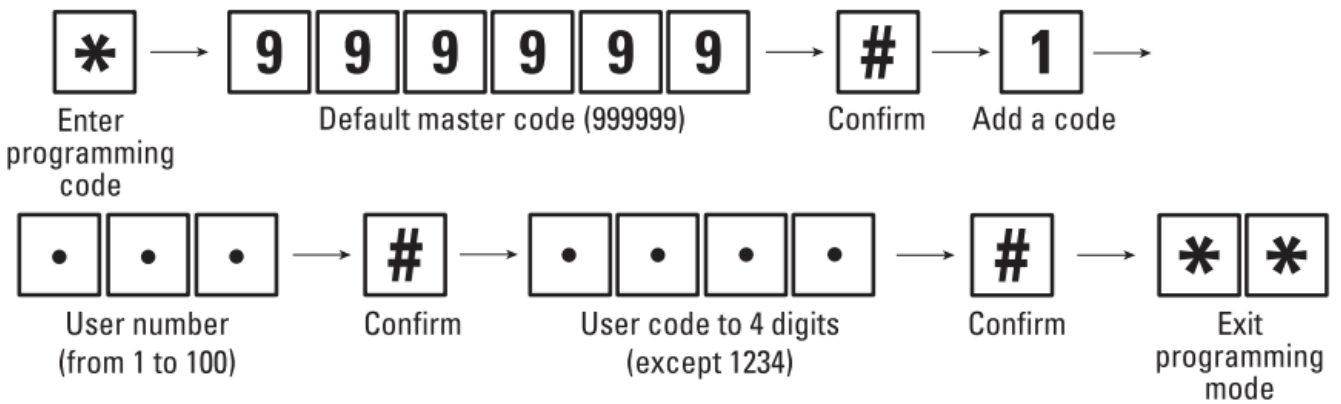 * 9 9 9 9 9 9 # 1
Enter programming code
Default master code (999999)
Confirm
Add a code
• • • # • • • • # * *
User number
(from 1 to 100)
Confirm
User code to 4 digits
(except 1234)
Confirm
Exit
programming
mode